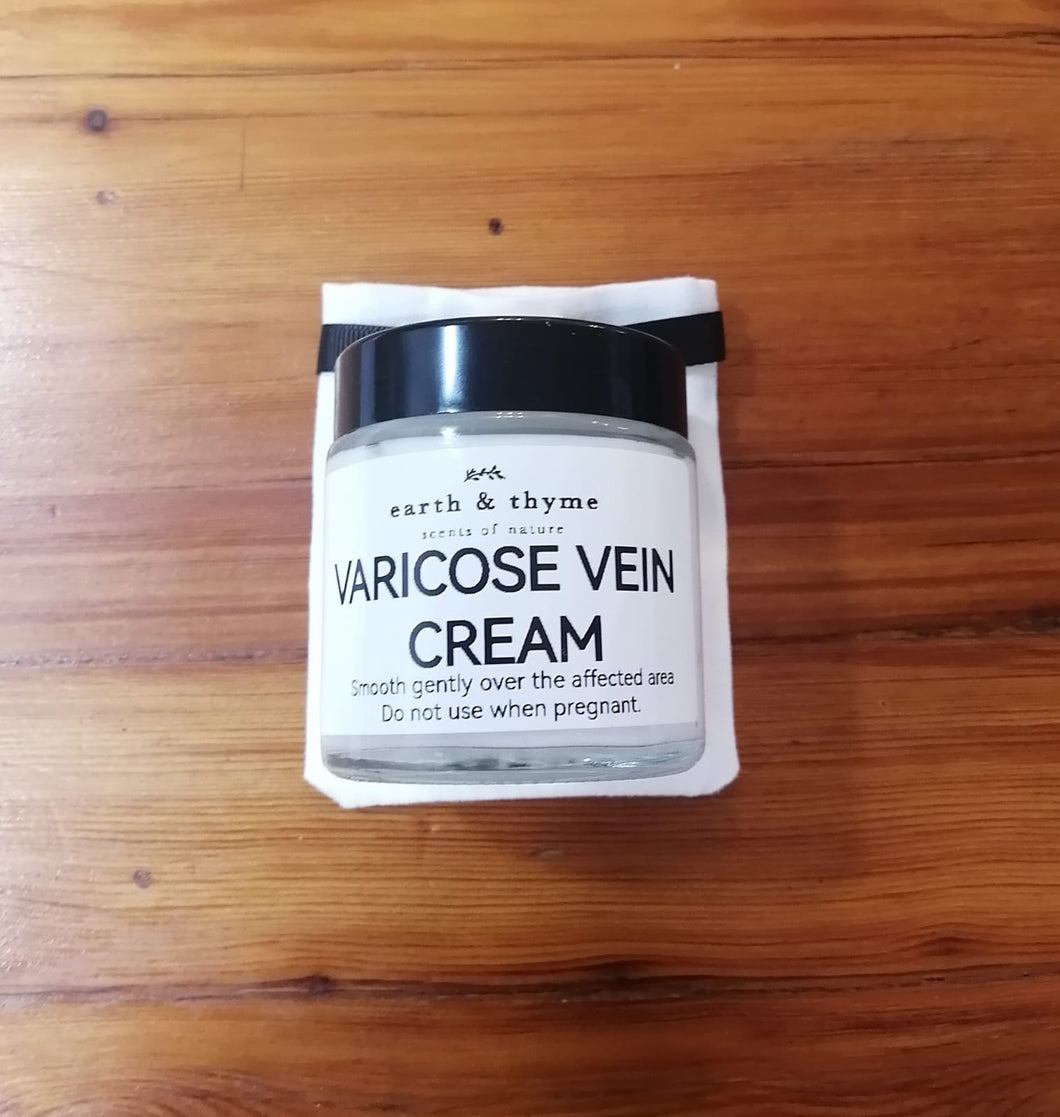 earth & thyme
scents of nature
VARICOSE VEIN
CREAM
Smooth gently over the affected area
Do not use when pregnant.